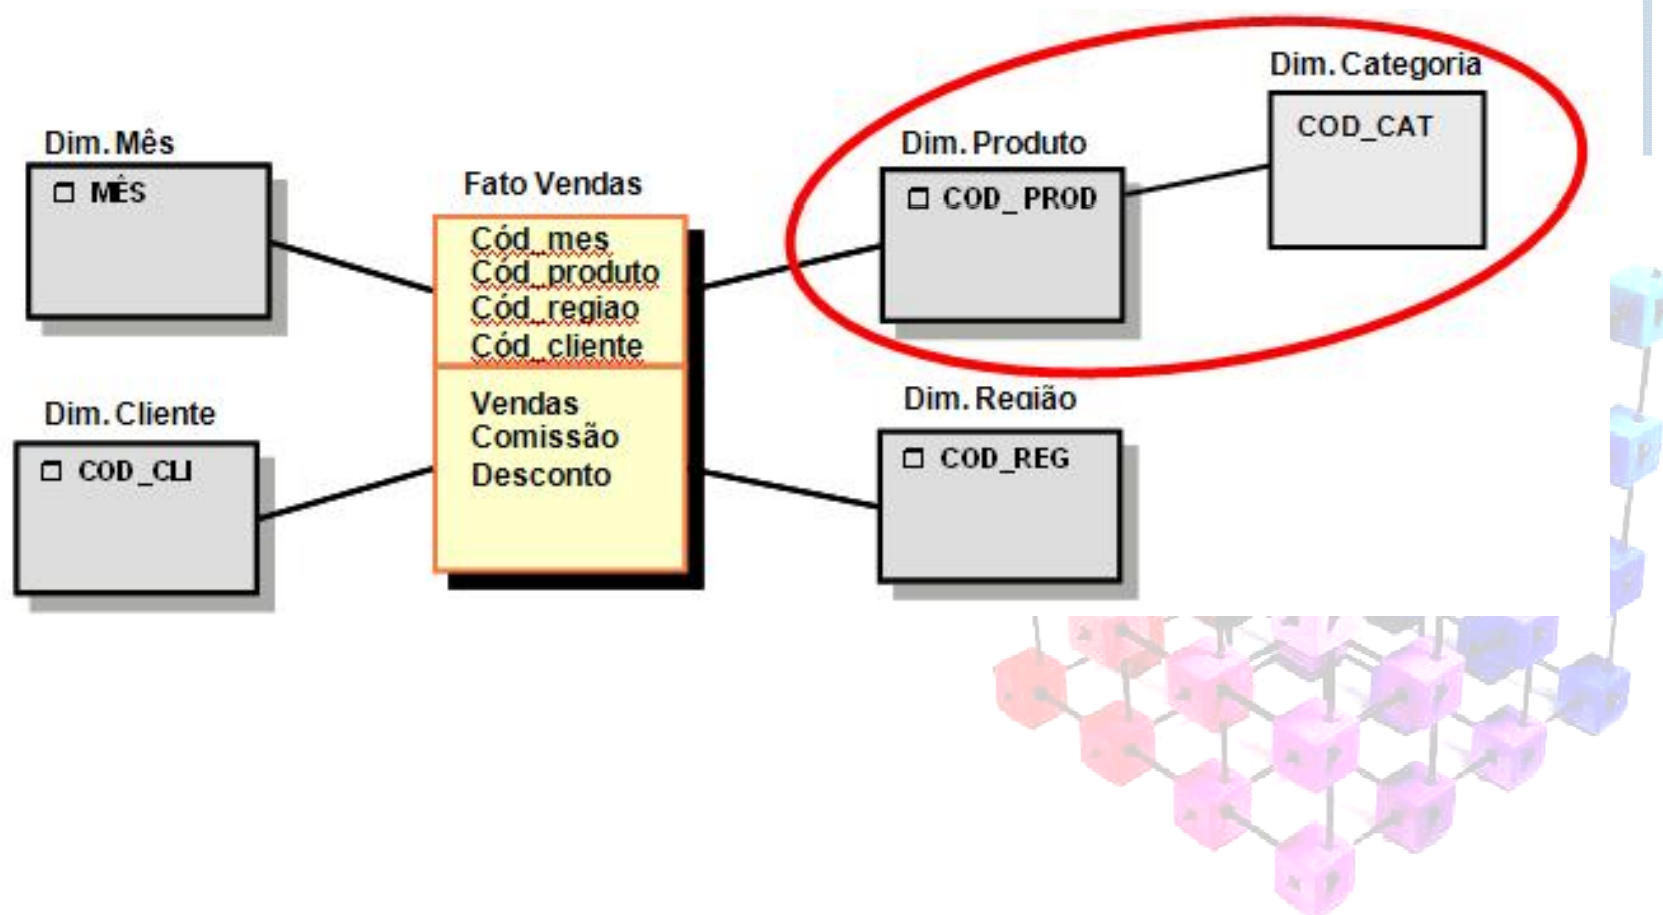 Dim. Mês
MÊS
Fato Vendas
Cód_mes
Cód_produto
Cód_regiao
Cód_cliente
Vendas
Comissão
Desconto
Dim. Produto
COD_ PROD
Dim. Categoria
COD_CAT
Dim. Cliente
COD_CLI
Dim. Região
COD_REG